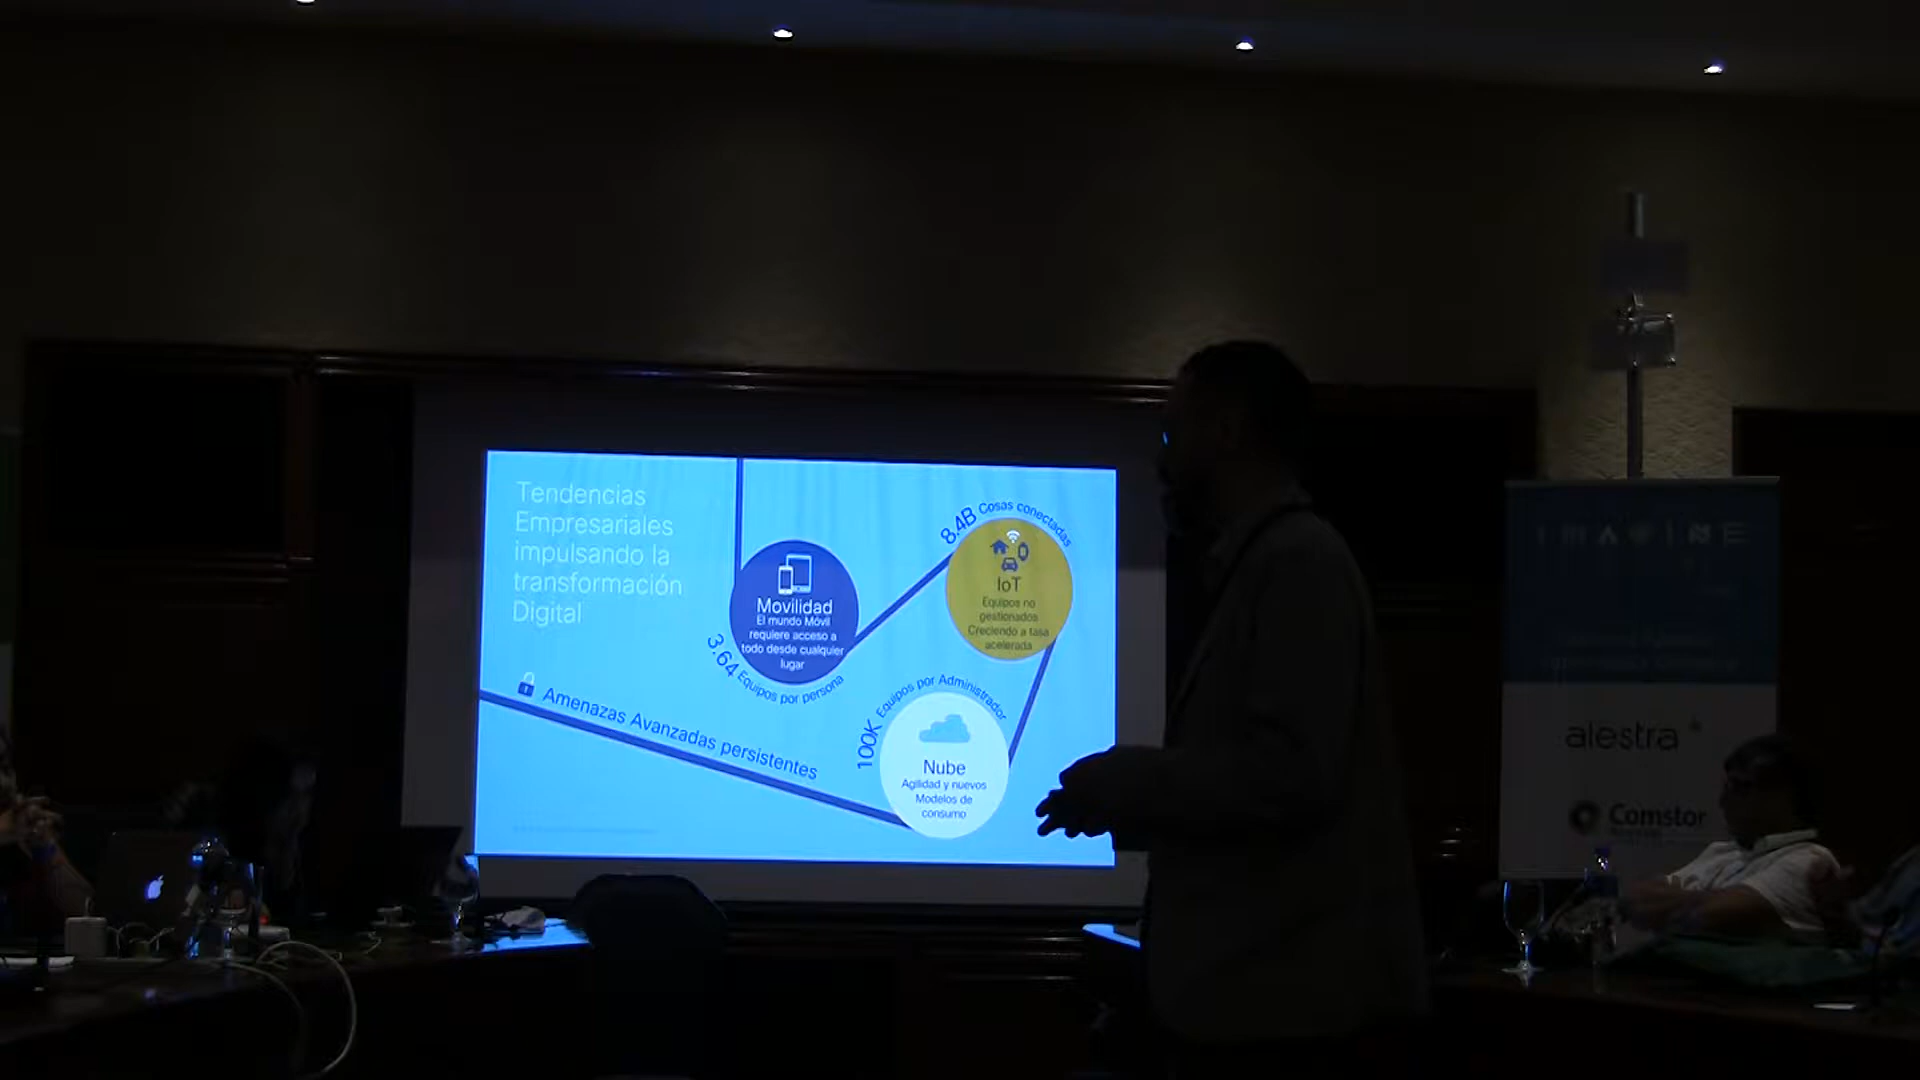 Tendencias
Empresariales
impulsando la
transformación
Digital
Movilidad
El mundo Móvil
requiere acceso a
todo desde cualquier
lugar
3.64 Equipos por persona
8.4B Cosas conectadas
IoT
Equipos no
gestionados
Creciendo a tasa
acelerada
100K Equipos por Administrador
Nube
Agilidad y nuevos
Modelos de
consumo
Amenazas Avanzadas persistentes
IMAGINE
alestra
Comstor